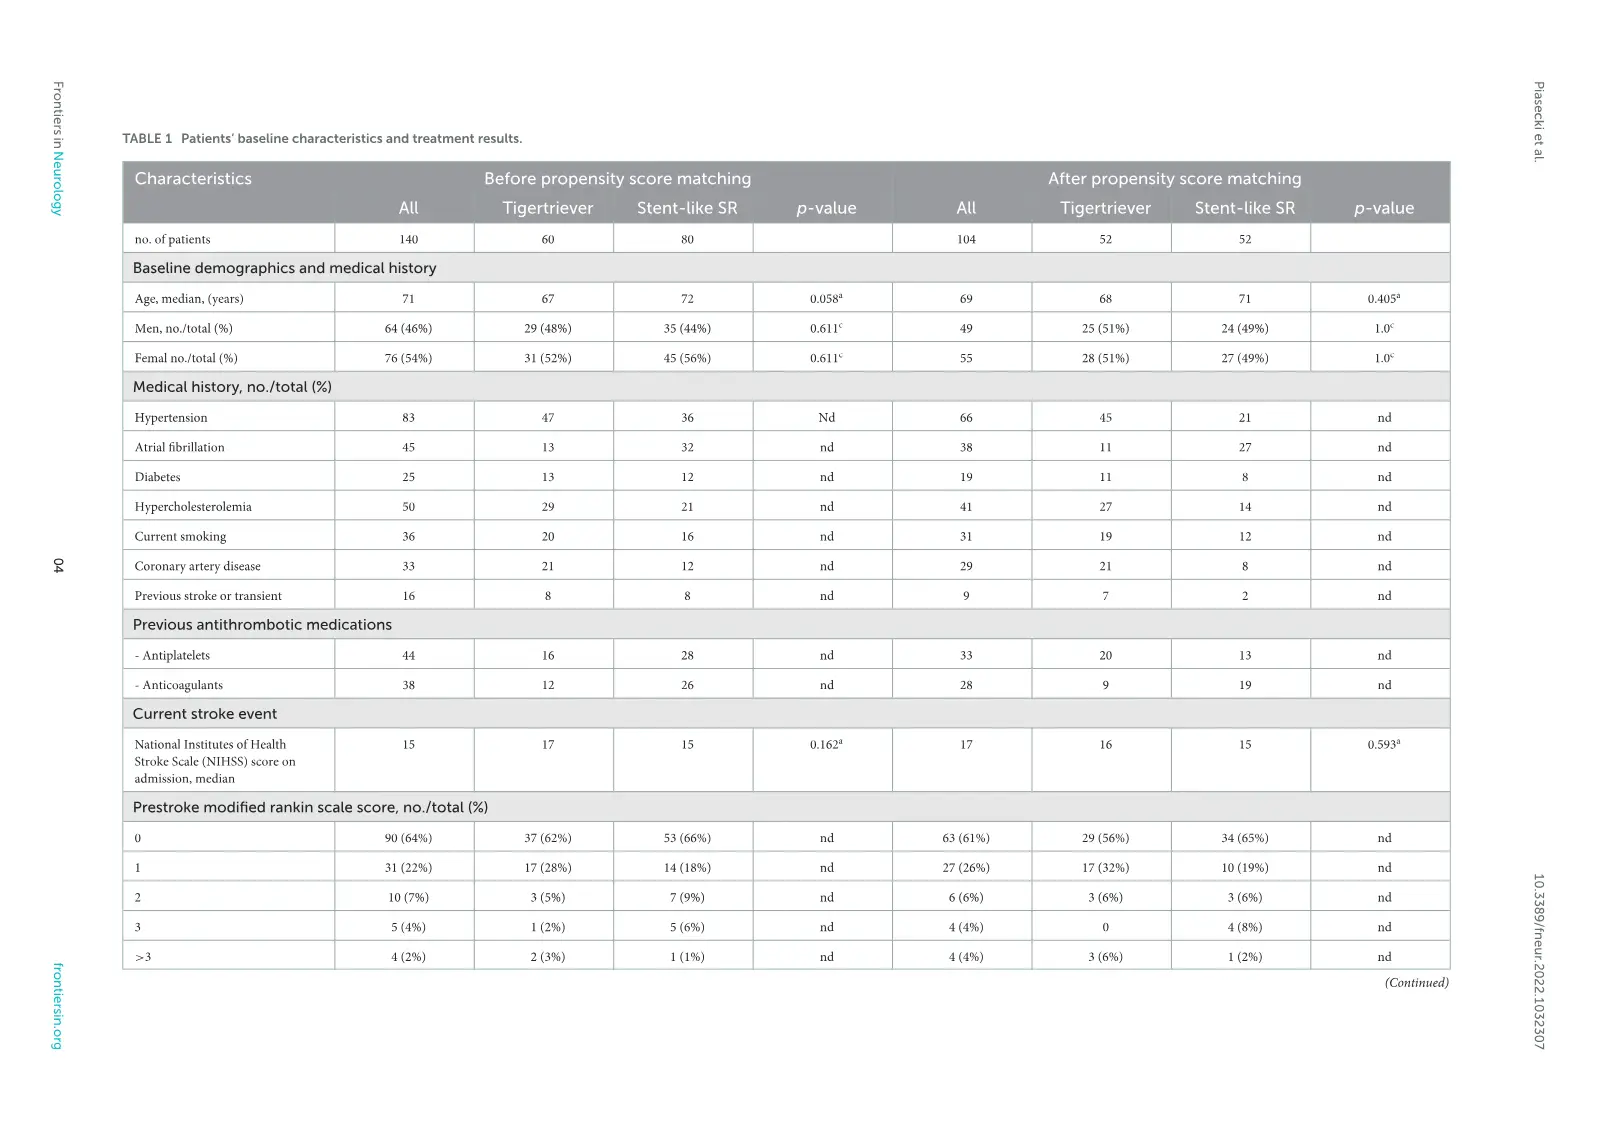 Piasecki et al.
10.3389/fneur.2022.1032307
TABLE 1 Patients' baseline characteristics and treatment results.
Characteristics Before propensity score matching After propensity score matching
All Tigertriever Stent-like SR p-value All Tigertriever Stent-like SR p-value
no. of patients 140 60 80 104 52 52
Baseline demographics and medical history
Age, median, (years) 71 67 72 0.058a 69 68 71 0.405a
Men, no./total (%) 64 (46%) 29 (48%) 35 (44%) 0.611c 49 25 (51%) 24 (49%) 1.0c
Femal no./total (%) 76 (54%) 31 (52%) 45 (56%) 0.611c 55 28 (51%) 27 (49%) 1.0c
Medical history, no./total (%)
Hypertension 83 47 36 Nd 66 45 21 nd
Atrial fibrillation 45 13 32 nd 38 11 27 nd
Diabetes 25 13 12 nd 19 11 8 nd
Hypercholesterolemia 50 29 21 nd 41 27 14 nd
Current smoking 36 20 16 nd 31 19 12 nd
Coronary artery disease 33 21 12 nd 29 21 8 nd
Previous stroke or transient 16 8 8 nd 9 7 2 nd
Previous antithrombotic medications
- Antiplatelets 44 16 28 nd 33 20 13 nd
- Anticoagulants 38 12 26 nd 28 9 19 nd
Current stroke event
National Institutes of Health 15 17 15 0.162a 17 16 15 0.593a
Stroke Scale (NIHSS) score on
admission, median
Prestroke modified rankin scale score, no./total (%)
0 90 (64%) 37 (62%) 53 (66%) nd 63 (61%) 29 (56%) 34 (65%) nd
1 31 (22%) 17 (28%) 14 (18%) nd 27 (26%) 17 (32%) 10 (19%) nd
2 10 (7%) 3 (5%) 7 (9%) nd 6 (6%) 3 (6%) 3 (6%) nd
3 5 (4%) 1 (2%) 5 (6%) nd 4 (4%) 0 4 (8%) nd
>3 4 (2%) 2 (3%) 1 (1%) nd 4 (4%) 3 (6%) 1 (2%) nd
(Continued)
Frontiers in Neurology
04
frontiersin.org